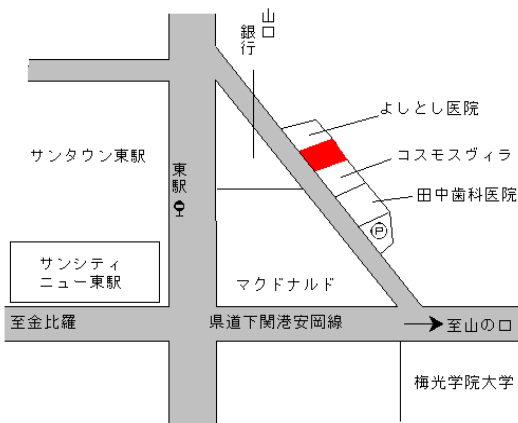 山口
銀行
よしとし医院
コスモスヴィラ
田中歯科医院
サンタウン東駅
東駅
Ⓟ
サンシティ
ニュー東駅
マクドナルド
至金比羅
県道下関港安岡線
至山の口
梅光学院大学